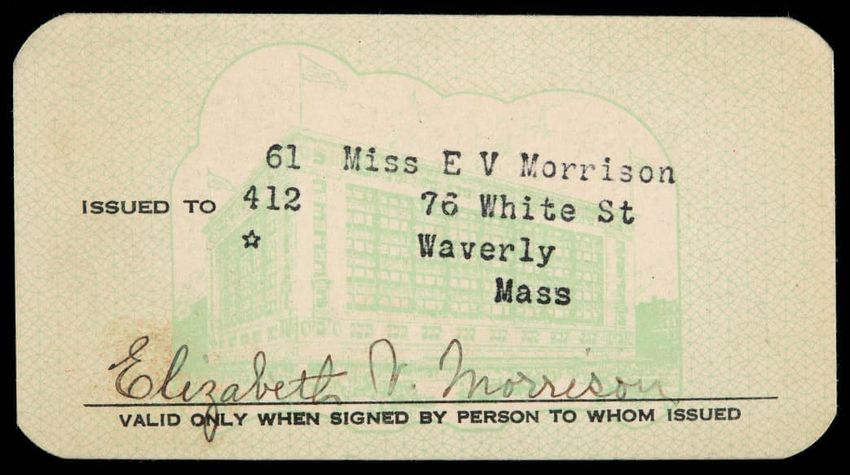 61 Miss E V Morrison
ISSUED TO 412 76 White St
☆ Waverly
Mass
Elizabeth V. Morrison
VALID ONLY WHEN SIGNED BY PERSON TO WHOM ISSUED